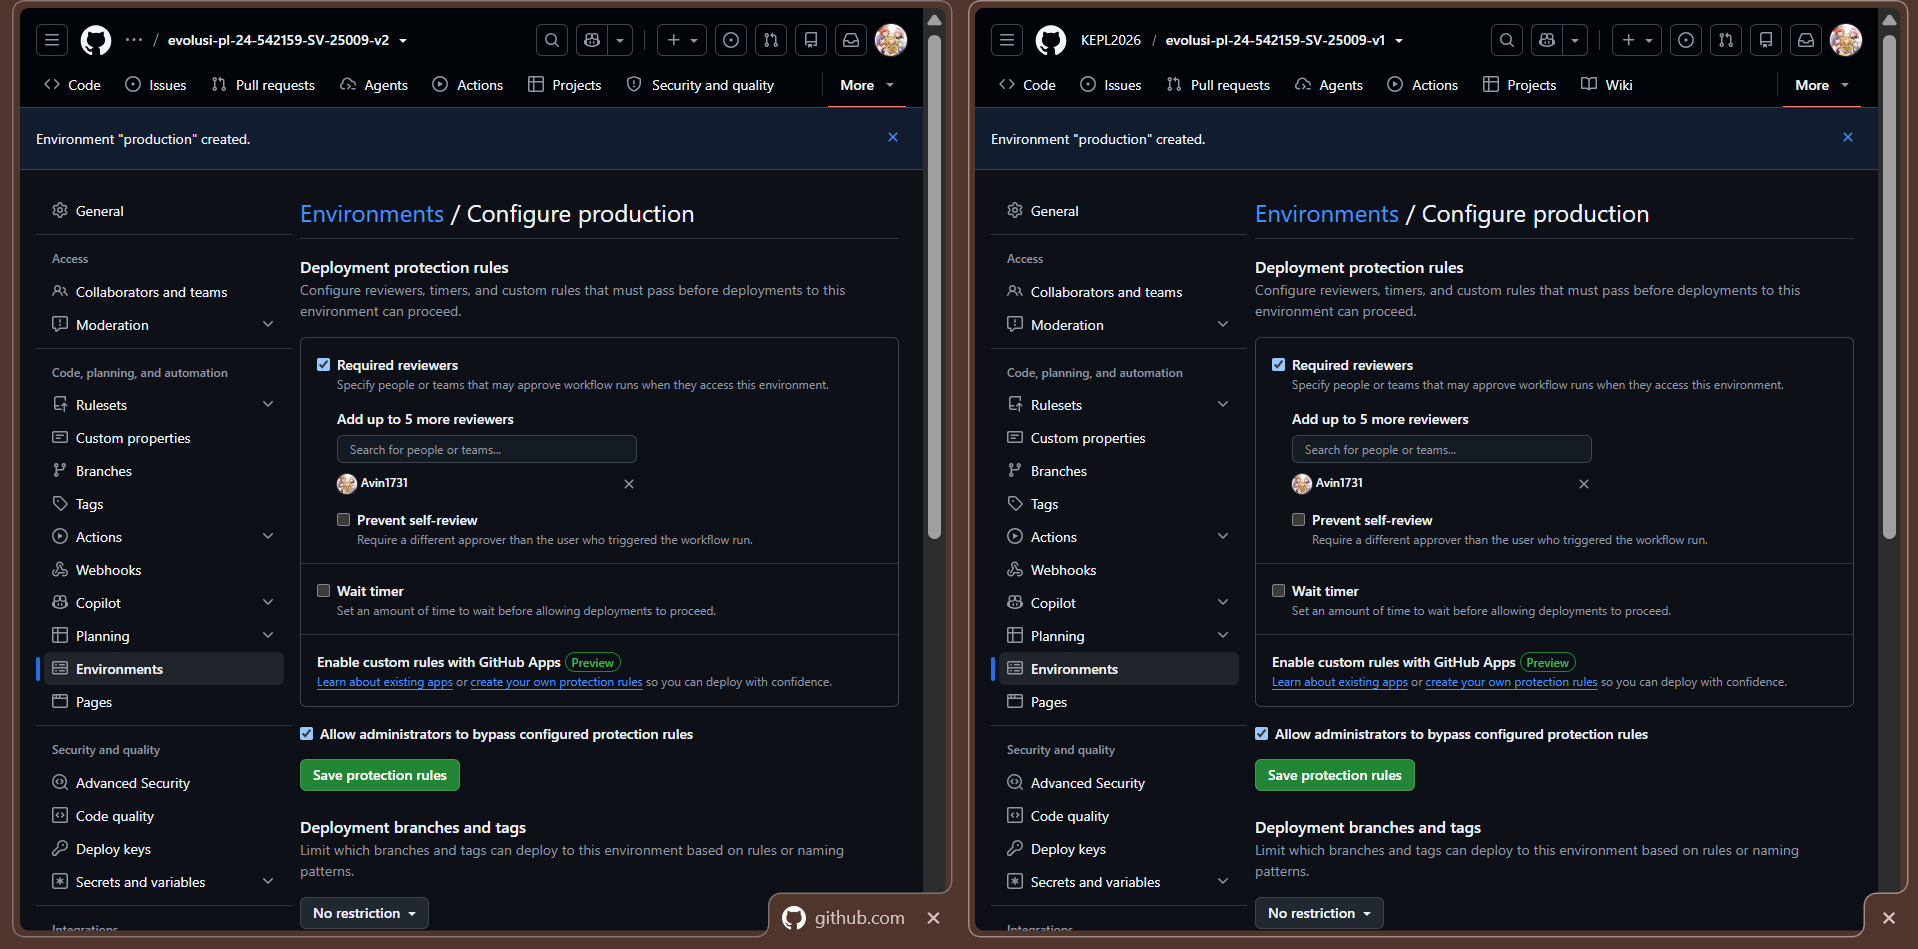 ··· / evolusi-pl-24-542159-SV-25009-v2
Code Issues Pull requests Agents Actions Projects Security and quality More
Environment "production" created.
General
Access
Collaborators and teams
Moderation
Code, planning, and automation
Rulesets
Custom properties
Branches
Tags
Actions
Webhooks
Copilot
Planning
Environments
Pages
Security and quality
Advanced Security
Code quality
Deploy keys
Secrets and variables
Integrations
Environments / Configure production
Deployment protection rules
Configure reviewers, timers, and custom rules that must pass before deployments to this
environment can proceed.
Required reviewers
Specify people or teams that may approve workflow runs when they access this environment.
Add up to 5 more reviewers
Search for people or teams...
Avin1731
Prevent self-review
Require a different approver than the user who triggered the workflow run.
Wait timer
Set an amount of time to wait before allowing deployments to proceed.
Enable custom rules with GitHub Apps Preview
Learn about existing apps or create your own protection rules so you can deploy with confidence.
Allow administrators to bypass configured protection rules
Save protection rules
Deployment branches and tags
Limit which branches and tags can deploy to this environment based on rules or naming
patterns.
No restriction
github.com
KEPL2026 / evolusi-pl-24-542159-SV-25009-v1
Code Issues Pull requests Agents Actions Projects Wiki More
Environment "production" created.
General
Access
Collaborators and teams
Moderation
Code, planning, and automation
Rulesets
Custom properties
Branches
Tags
Actions
Webhooks
Copilot
Planning
Environments
Pages
Security and quality
Advanced Security
Code quality
Deploy keys
Secrets and variables
Integrations
Environments / Configure production
Deployment protection rules
Configure reviewers, timers, and custom rules that must pass before deployments to this
environment can proceed.
Required reviewers
Specify people or teams that may approve workflow runs when they access this environment.
Add up to 5 more reviewers
Search for people or teams...
Avin1731
Prevent self-review
Require a different approver than the user who triggered the workflow run.
Wait timer
Set an amount of time to wait before allowing deployments to proceed.
Enable custom rules with GitHub Apps Preview
Learn about existing apps or create your own protection rules so you can deploy with confidence.
Allow administrators to bypass configured protection rules
Save protection rules
Deployment branches and tags
Limit which branches and tags can deploy to this environment based on rules or naming
patterns.
No restriction